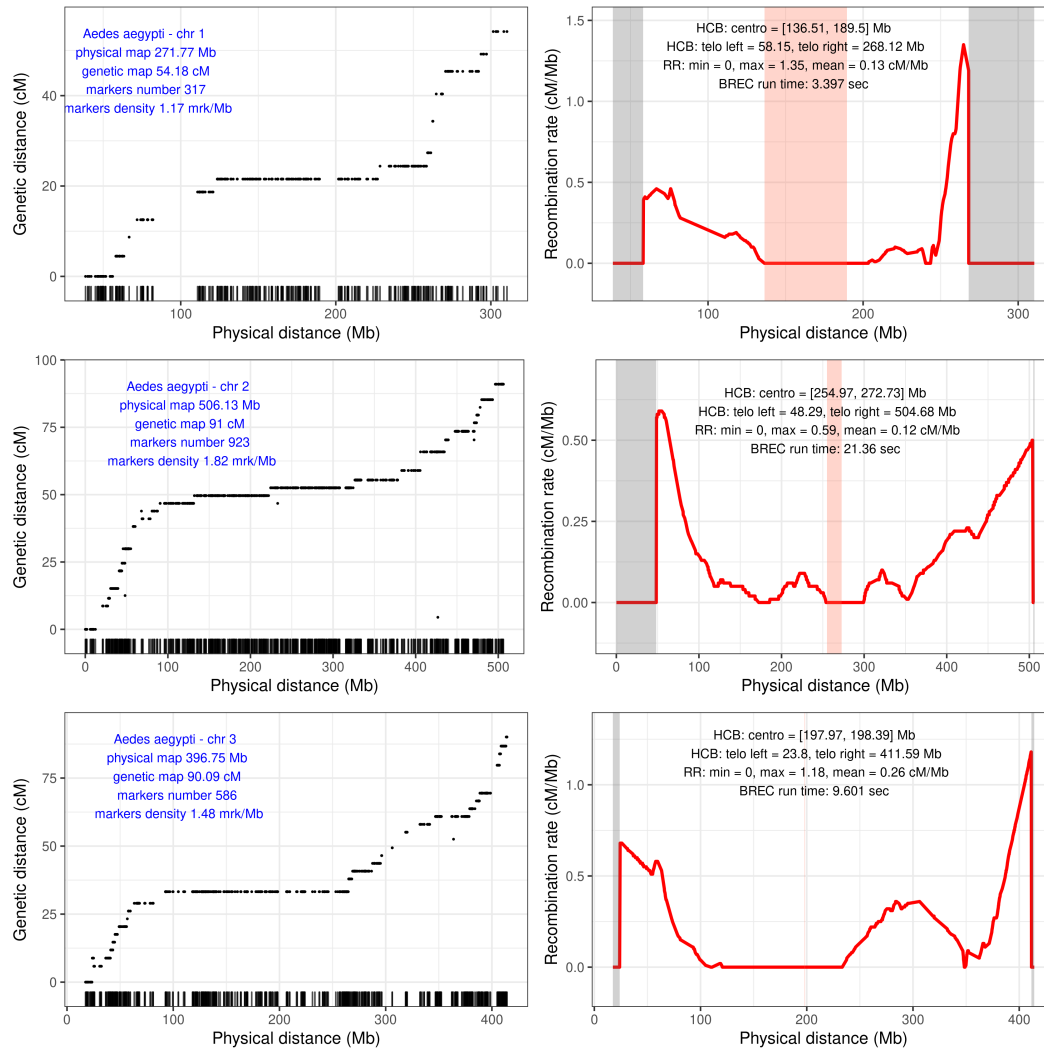 Aedes aegypti - chr 1
physical map 271.77 Mb
genetic map 54.18 cM
markers number 317
markers density 1.17 mrk/Mb
Genetic distance (cM)
40
20
0
100
200
300
Physical distance (Mb)
HCB: centro = [136.51, 189.5] Mb
HCB: telo left = 58.15, telo right = 268.12 Mb
RR: min = 0, max = 1.35, mean = 0.13 cM/Mb
BREC run time: 3.397 sec
Recombination rate (cM/Mb)
1.5
1.0
0.5
0.0
100
200
300
Physical distance (Mb)
Aedes aegypti - chr 2
physical map 506.13 Mb
genetic map 91 cM
markers number 923
markers density 1.82 mrk/Mb
Genetic distance (cM)
100
75
50
25
0
0
100
200
300
400
500
Physical distance (Mb)
HCB: centro = [254.97, 272.73] Mb
HCB: telo left = 48.29, telo right = 504.68 Mb
RR: min = 0, max = 0.59, mean = 0.12 cM/Mb
BREC run time: 21.36 sec
Recombination rate (cM/Mb)
0.50
0.25
0.00
0
100
200
300
400
500
Physical distance (Mb)
Aedes aegypti - chr 3
physical map 396.75 Mb
genetic map 90.09 cM
markers number 586
markers density 1.48 mrk/Mb
Genetic distance (cM)
75
50
25
0
0
100
200
300
400
Physical distance (Mb)
HCB: centro = [197.97, 198.39] Mb
HCB: telo left = 23.8, telo right = 411.59 Mb
RR: min = 0, max = 1.18, mean = 0.26 cM/Mb
BREC run time: 9.601 sec
Recombination rate (cM/Mb)
1.0
0.5
0.0
0
100
200
300
400
Physical distance (Mb)